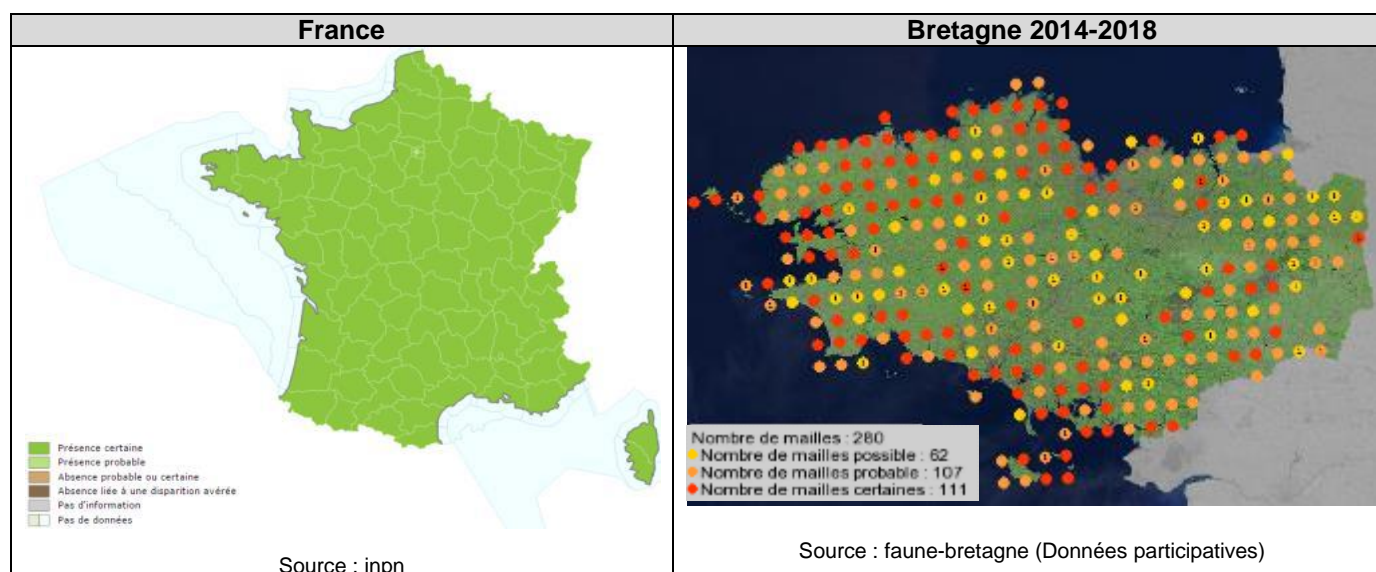 France
Bretagne 2014-2018
Présence certaine
Présence probable
Absence probable ou certaine
Absence liée à une disparition avérée
Pas d'information
Pas de données
Source : inpn
Nombre de mailles : 280
Nombre de mailles possible : 62
Nombre de mailles probable : 107
Nombre de mailles certaines : 111
Source : faune-bretagne (Données participatives)